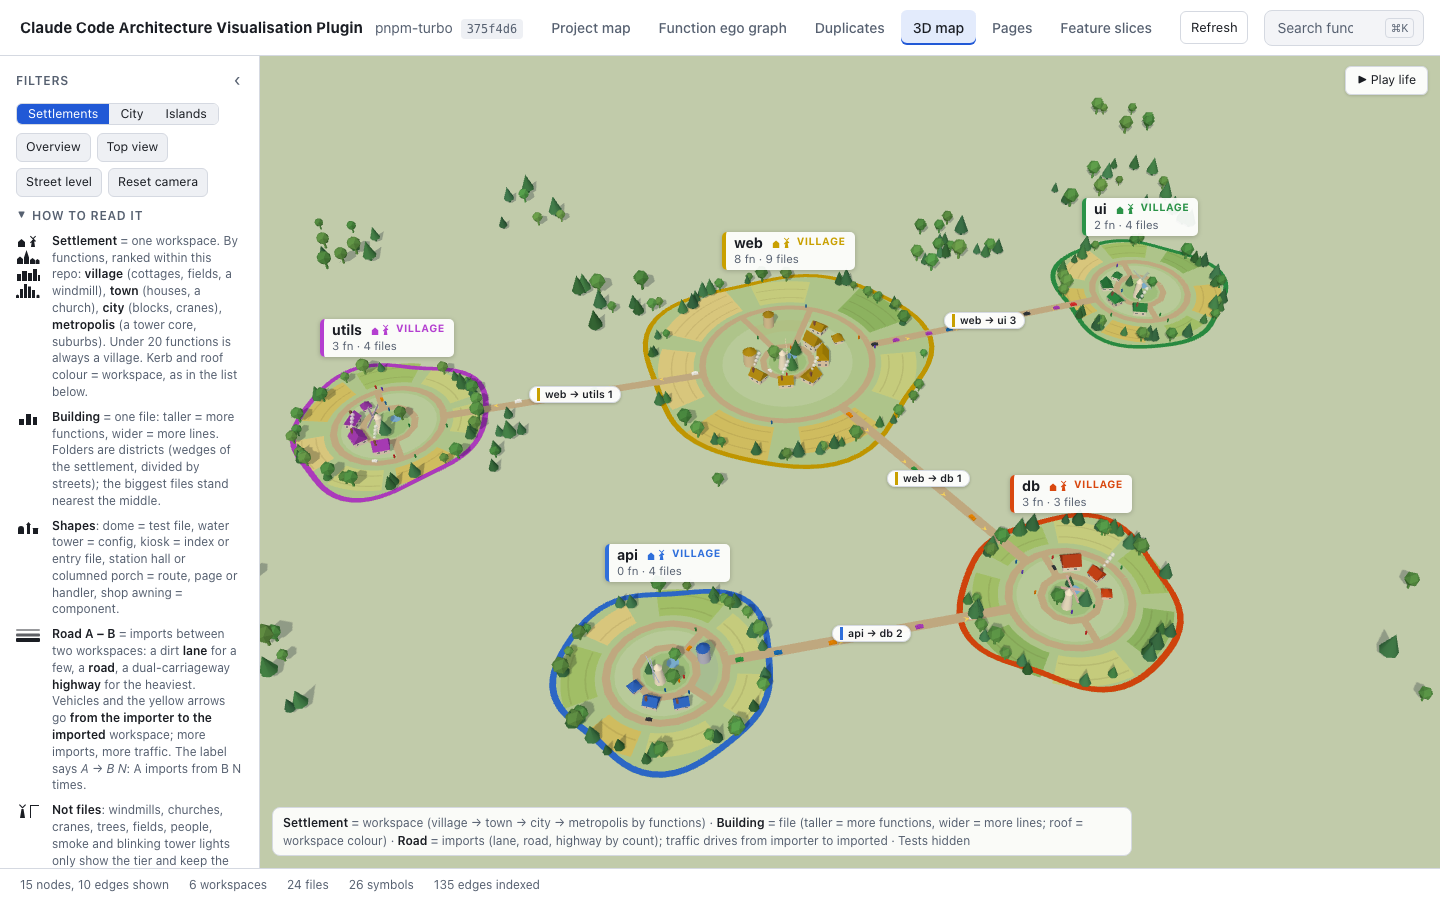 Claude Code Architecture Visualisation Plugin pnpm-turbo 375f4d6 Project map Function ego graph Duplicates 3D map Pages Feature slices Refresh Search func ⌘K
FILTERS ‹
Settlements City Islands
Overview Top view
Street level Reset camera
▼ HOW TO READ IT
Settlement = one workspace. By
functions, ranked within this
repo: village (cottages, fields, a
windmill), town (houses, a
church), city (blocks, cranes),
metropolis (a tower core,
suburbs). Under 20 functions is
always a village. Kerb and roof
colour = workspace, as in the list
below.
Building = one file: taller = more
functions, wider = more lines.
Folders are districts (wedges of
the settlement, divided by
streets); the biggest files stand
nearest the middle.
Shapes: dome = test file, water
tower = config, kiosk = index or
entry file, station hall or
columned porch = route, page or
handler, shop awning =
component.
Road A – B = imports between
two workspaces: a dirt lane for a
few, a road, a dual-carriageway
highway for the heaviest.
Vehicles and the yellow arrows
go from the importer to the
imported workspace; more
imports, more traffic. The label
says A → B N: A imports from B N
times.
Not files: windmills, churches,
cranes, trees, fields, people,
smoke and blinking tower lights
only show the tier and keep the
▶ Play life
ui VILLAGE
2 fn · 4 files
web VILLAGE
8 fn · 9 files
web → ui 3
utils VILLAGE
3 fn · 4 files
web → utils 1
web → db 1
db VILLAGE
3 fn · 3 files
api VILLAGE
0 fn · 4 files
api → db 2
Settlement = workspace (village → town → city → metropolis by functions) · Building = file (taller = more functions, wider = more lines; roof =
workspace colour) · Road = imports (lane, road, highway by count); traffic drives from importer to imported · Tests hidden
15 nodes, 10 edges shown 6 workspaces 24 files 26 symbols 135 edges indexed